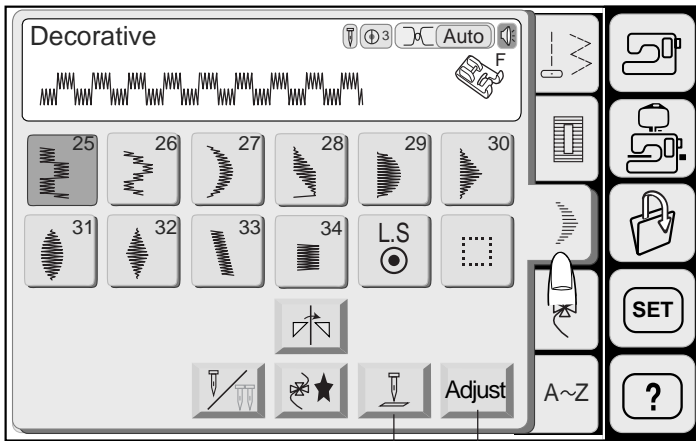 Decorative
3
Auto
F
25 26 27 28 29 30
31 32 33 34 L.S
Adjust
A~Z
SET
?